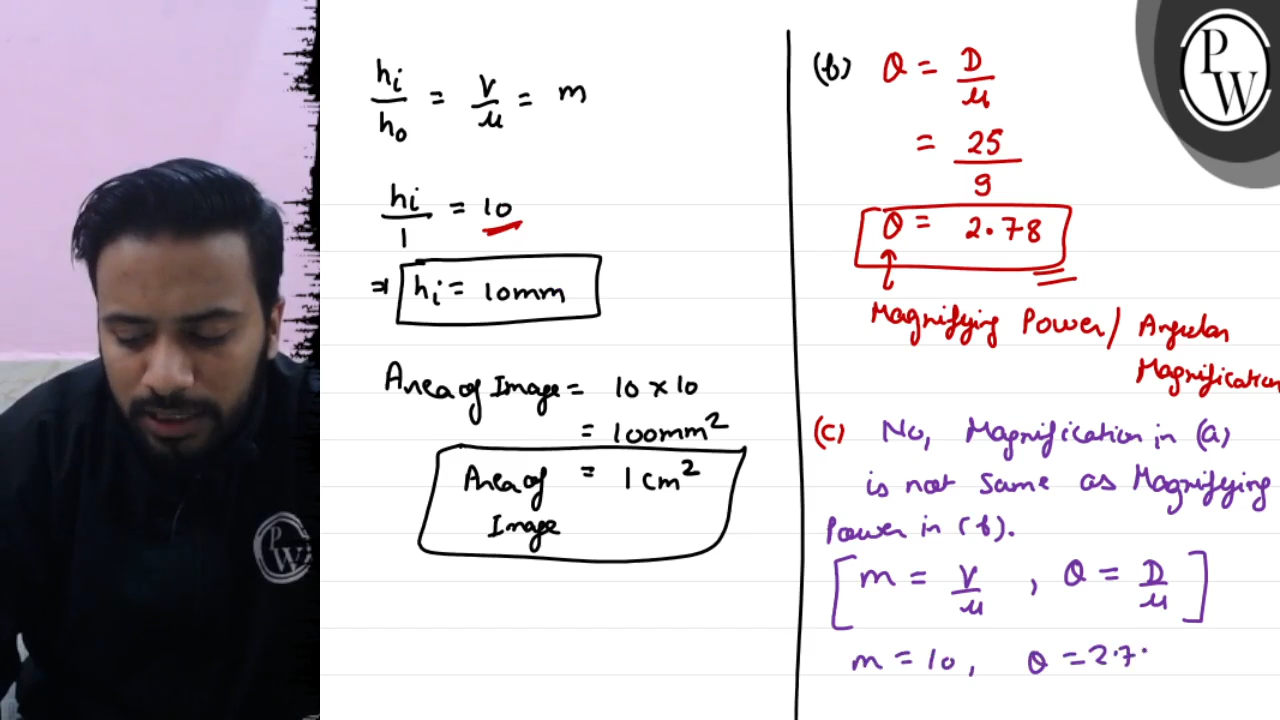 hi/ho = v/u = m
hi/1 = 10
⇒ hi = 10mm
Area of Image = 10 × 10
= 100mm²
Area of Image = 1 cm²
(b) θ = D/u
= 25/9
θ = 2.78
Magnifying Power/ Angular
Magnification
(c) No, Magnification in (a)
is not same as Magnifying
Power in (b).
[m = v/u , θ = D/u]
m = 10, θ = 2.7
PW
PW